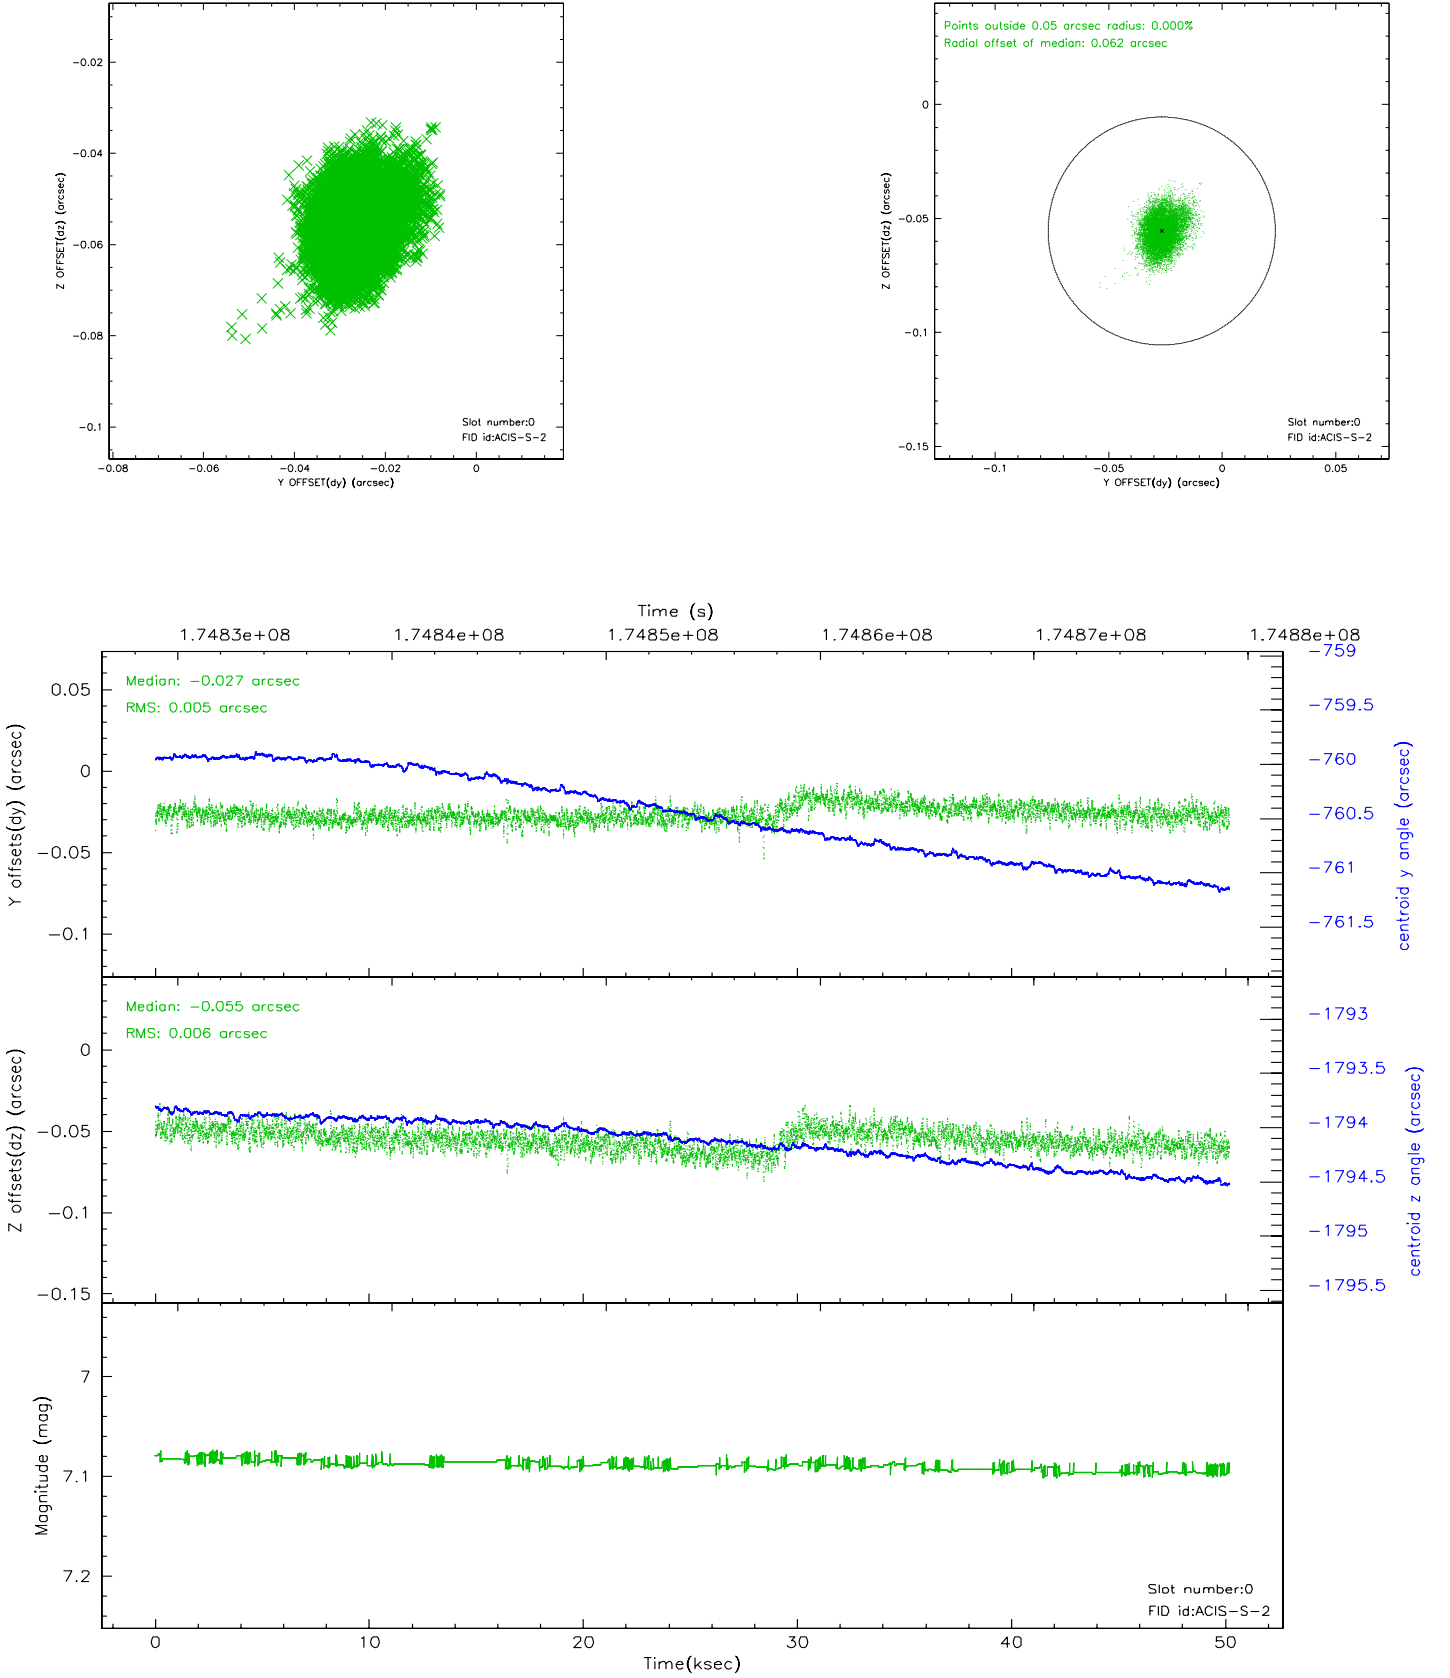 −0.02
−0.04
−0.06
−0.08
−0.1
Z OFFSET(dz) (arcsec)
Slot number:0
FID id:ACIS−S−2
−0.08 −0.06 −0.04 −0.02 0
Y OFFSET(dy) (arcsec)
Points outside 0.05 arcsec radius: 0.000%
Radial offset of median: 0.062 arcsec
0
−0.05
−0.1
−0.15
Z OFFSET(dz) (arcsec)
Slot number:0
FID id:ACIS−S−2
−0.1 −0.05 0 0.05
Y OFFSET(dy) (arcsec)
Time (s)
1.7483e+08 1.7484e+08 1.7485e+08 1.7486e+08 1.7487e+08 1.7488e+08
Median: −0.027 arcsec
RMS: 0.005 arcsec
0.05
0
−0.05
−0.1
Y offsets(dy) (arcsec)
−759
−759.5
−760
−760.5
−761
−761.5
centroid y angle (arcsec)
Median: −0.055 arcsec
RMS: 0.006 arcsec
0
−0.05
−0.1
−0.15
Z offsets(dz) (arcsec)
−1793
−1793.5
−1794
−1794.5
−1795
−1795.5
centroid z angle (arcsec)
7
7.1
7.2
Magnitude (mag)
Slot number:0
FID id:ACIS−S−2
0 10 20 30 40 50
Time(ksec)